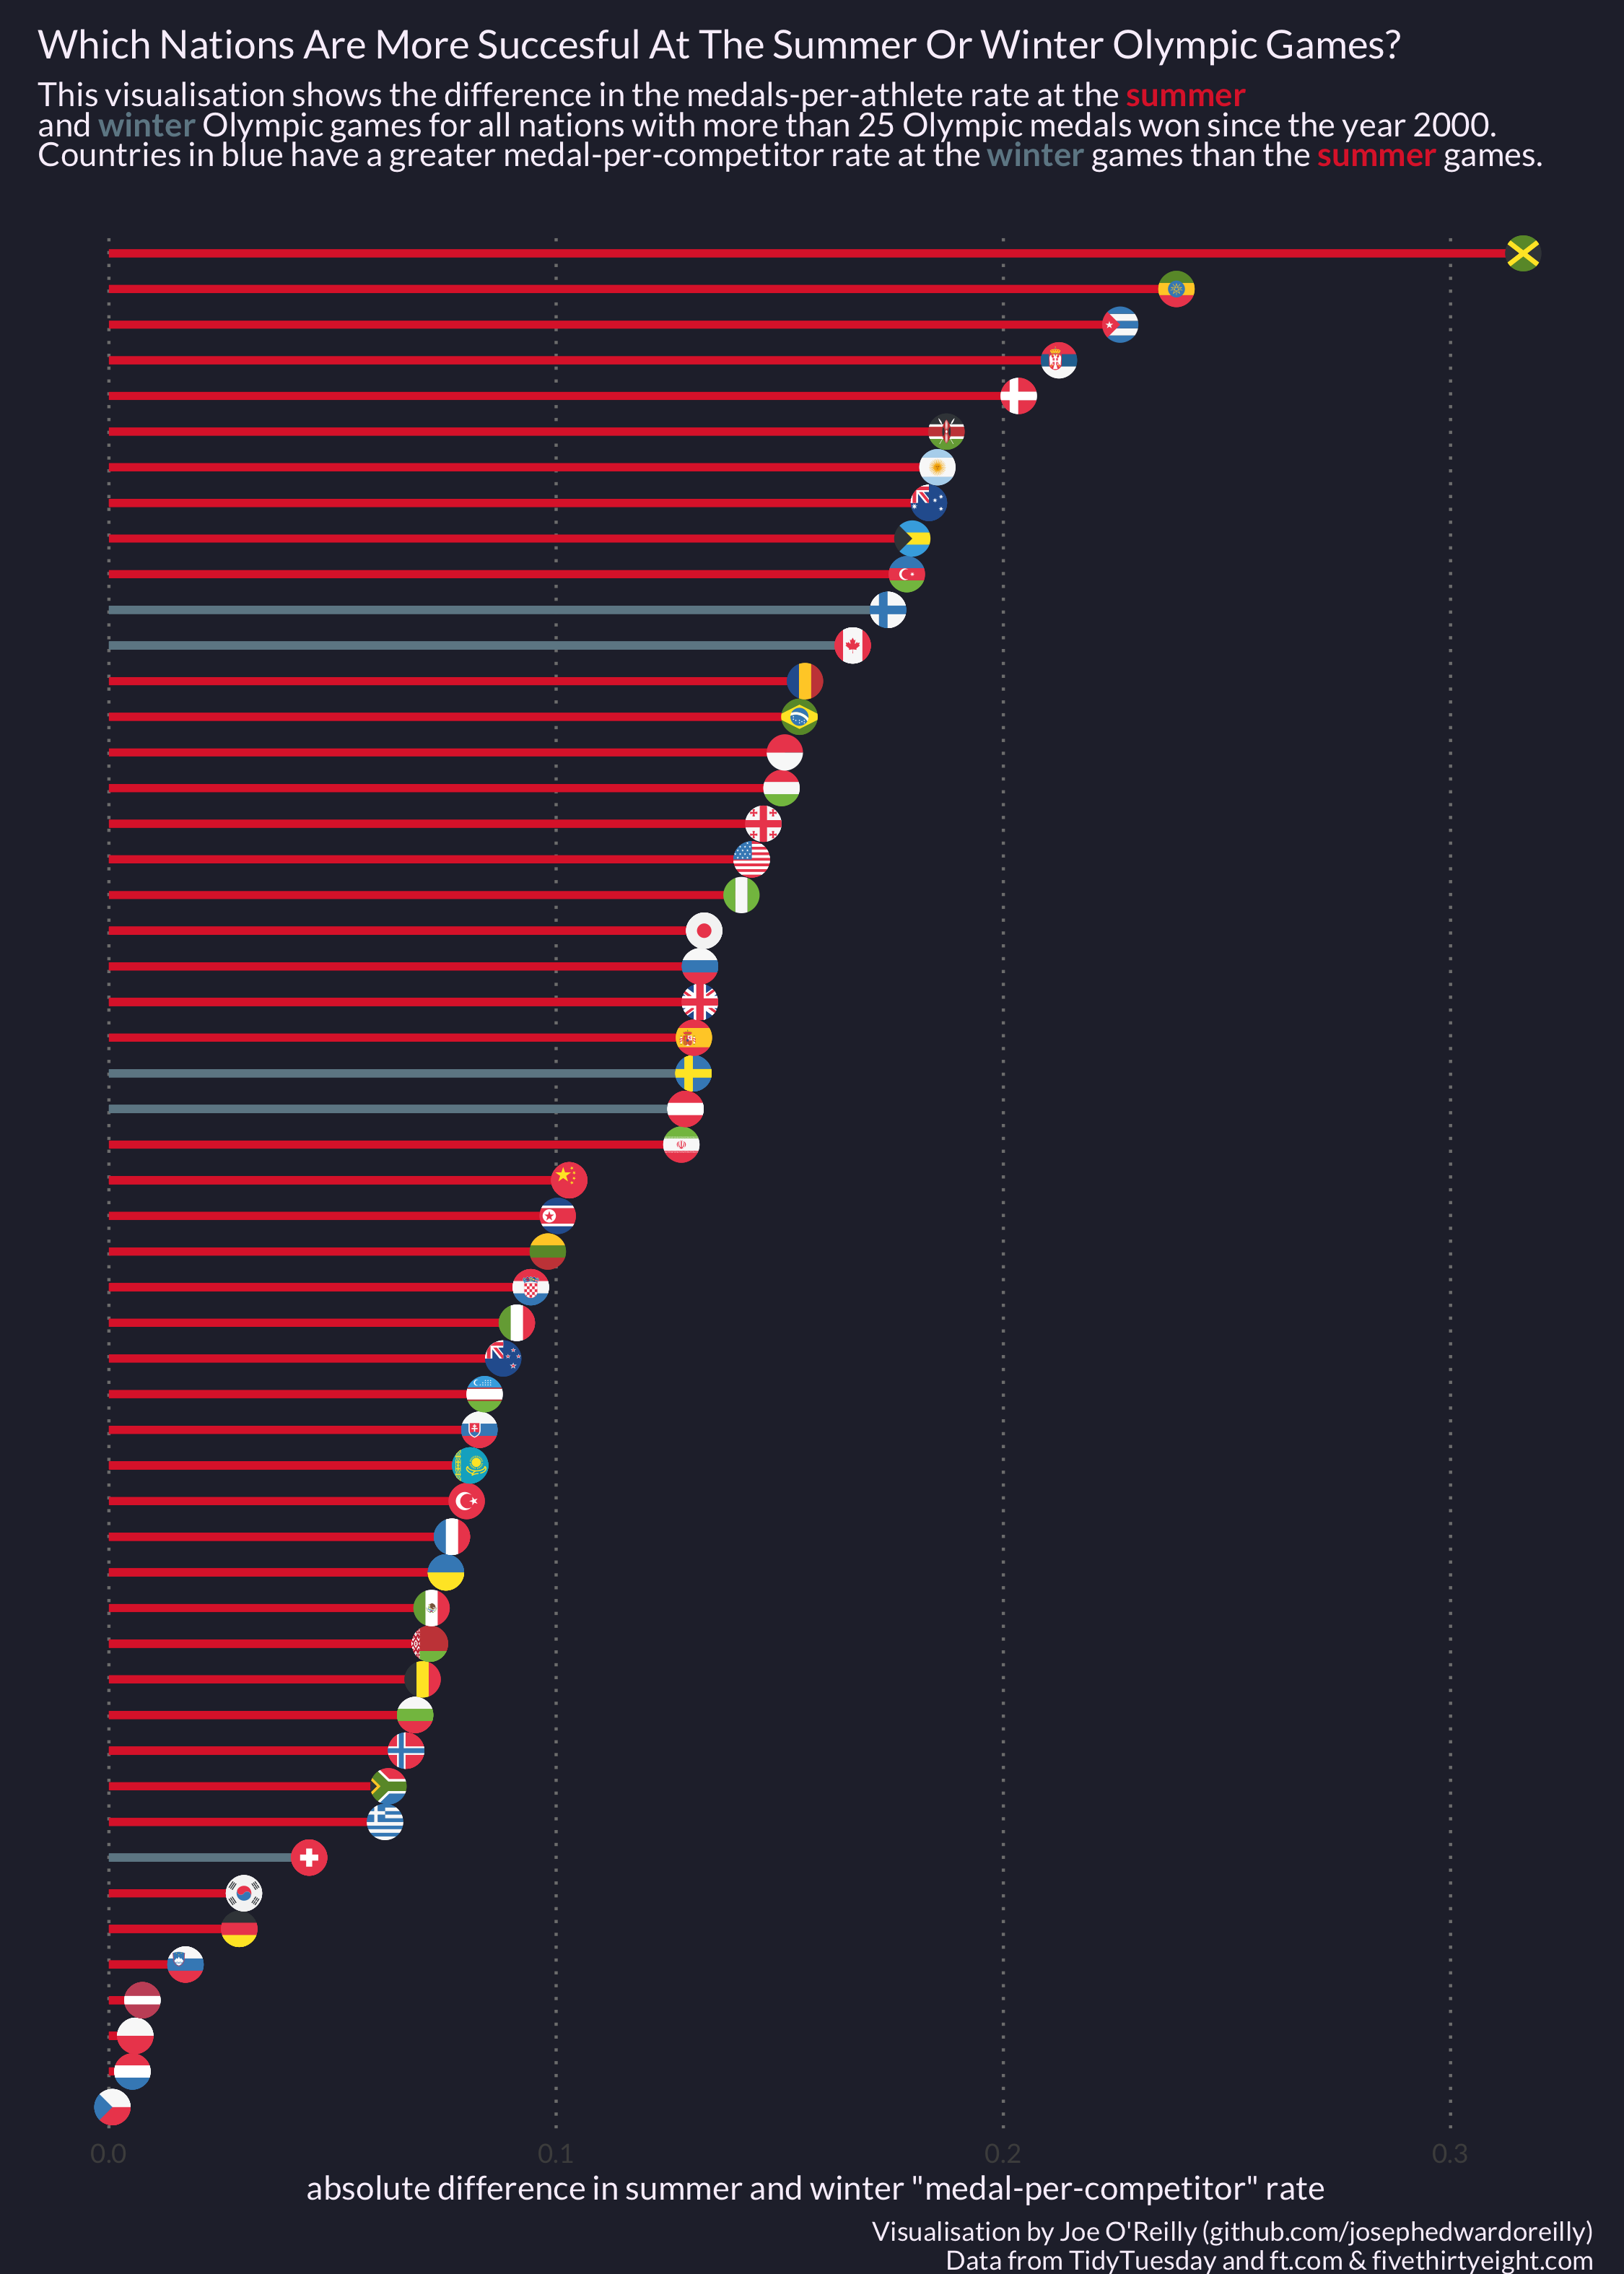 Which Nations Are More Succesful At The Summer Or Winter Olympic Games?
This visualisation shows the difference in the medals-per-athlete rate at the summer
and winter Olympic games for all nations with more than 25 Olympic medals won since the year 2000.
Countries in blue have a greater medal-per-competitor rate at the winter games than the summer games.
0.0 0.1 0.2 0.3
absolute difference in summer and winter "medal-per-competitor" rate
Visualisation by Joe O'Reilly (github.com/josephedwardoreilly)
Data from TidyTuesday and ft.com & fivethirtyeight.com